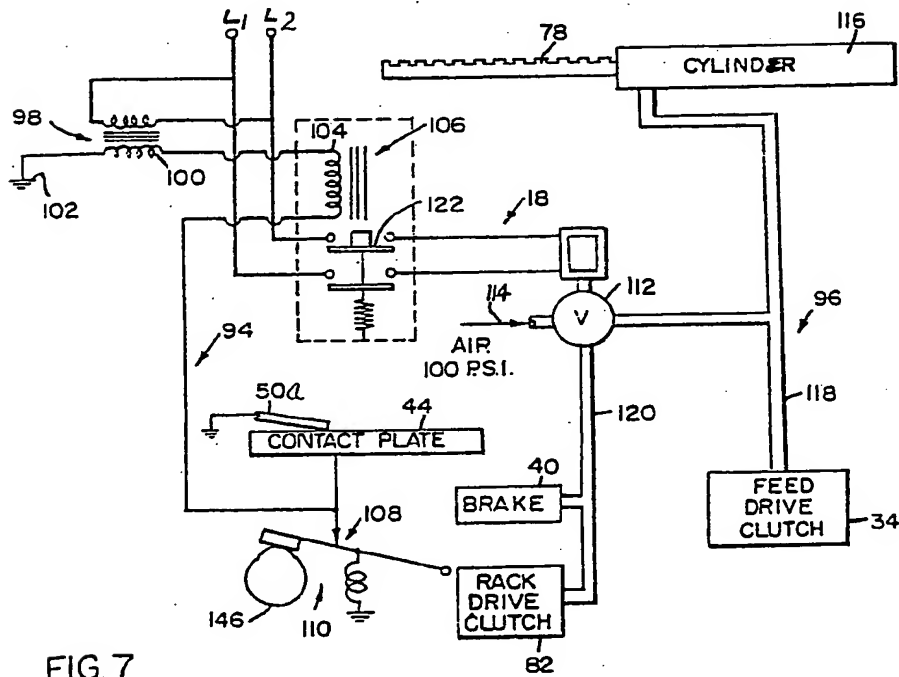 L1 L2
78
116
CYLINDER
98
104
106
100
102
122
18
112
114
V
AIR
100 P.S.I.
96
94
50a
44
CONTACT PLATE
120
118
40
BRAKE
FEED
DRIVE
CLUTCH
34
108
RACK
DRIVE
CLUTCH
146
110
82
FIG. 7